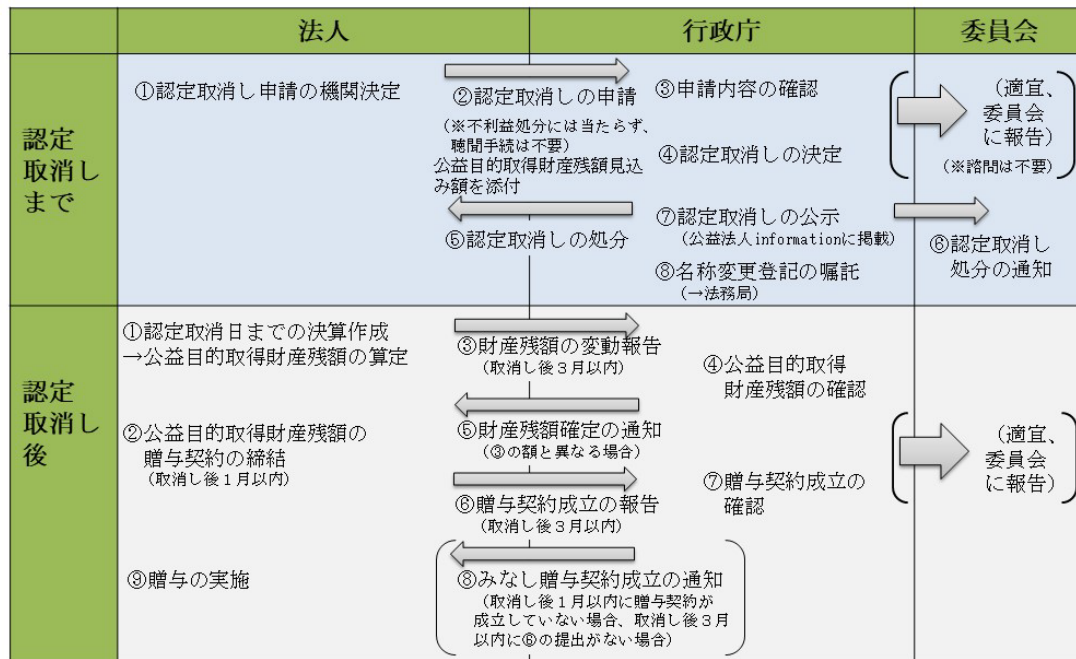 法人
行政庁
委員会
認定
取消し
まで
①認定取消し申請の機関決定
②認定取消しの申請
（※不利益処分には当たらず、
聴聞手続は不要）
公益目的取得財産残額見込
み額を添付
③申請内容の確認
④認定取消しの決定
（適宜、
委員会
に報告）
（※諮問は不要）
⑤認定取消しの処分
⑦認定取消しの公示
（公益法人informationに掲載）
⑧名称変更登記の嘱託
（→法務局）
⑥認定取消し
処分の通知
認定
取消し
後
①認定取消日までの決算作成
→公益目的取得財産残額の算定
③財産残額の変動報告
（取消し後３月以内）
④公益目的取得
財産残額の確認
②公益目的取得財産残額の
贈与契約の締結
（取消し後１月以内）
⑤財産残額確定の通知
（③の額と異なる場合）
⑥贈与契約成立の報告
（取消し後３月以内）
⑦贈与契約成立の
確認
（適宜、
委員会
に報告）
⑨贈与の実施
⑧みなし贈与契約成立の通知
（取消し後１月以内に贈与契約が
成立していない場合、取消し後３月
以内に⑥の提出がない場合）